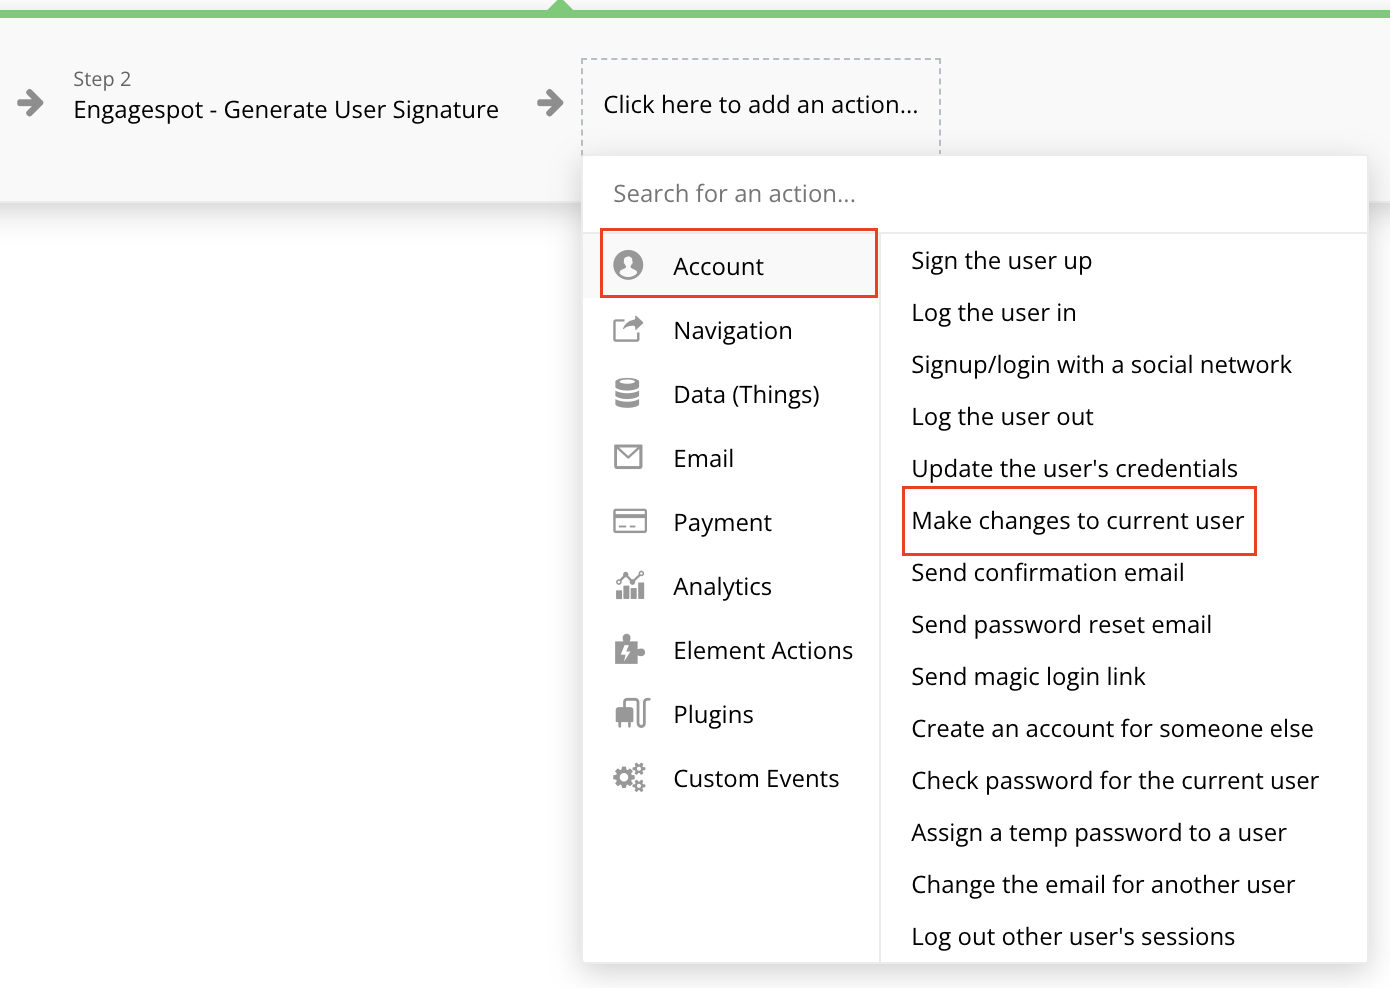 Step 2
Engagespot - Generate User Signature
Click here to add an action...
Search for an action...
Account
Navigation
Data (Things)
Email
Payment
Analytics
Element Actions
Plugins
Custom Events
Sign the user up
Log the user in
Signup/login with a social network
Log the user out
Update the user's credentials
Make changes to current user
Send confirmation email
Send password reset email
Send magic login link
Create an account for someone else
Check password for the current user
Assign a temp password to a user
Change the email for another user
Log out other user's sessions